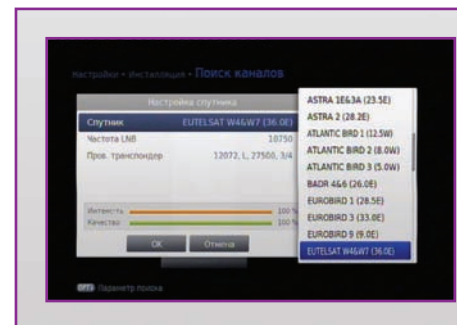 Настройки • Инсталляция • Поиск каналов
Настройка спутника
Спутник EUTELSAT W4&W7 (36.0E)
Частота LNB 10750
Пров. транспондер 12072, L, 27500, 3/4
Интенс-ть 100 %
Качество 100 %
OK Отмена
ASTRA 1E&3A (23.5E)
ASTRA 2 (28.2E)
ATLANTIC BIRD 1 (12.5W)
ATLANTIC BIRD 2 (8.0W)
ATLANTIC BIRD 3 (5.0W)
BADR 4&6 (26.0E)
EUROBIRD 1 (28.5E)
EUROBIRD 3 (33.0E)
EUROBIRD 9 (9.0E)
EUTELSAT W4&W7 (36.0E)
OPT+ Параметр поиска